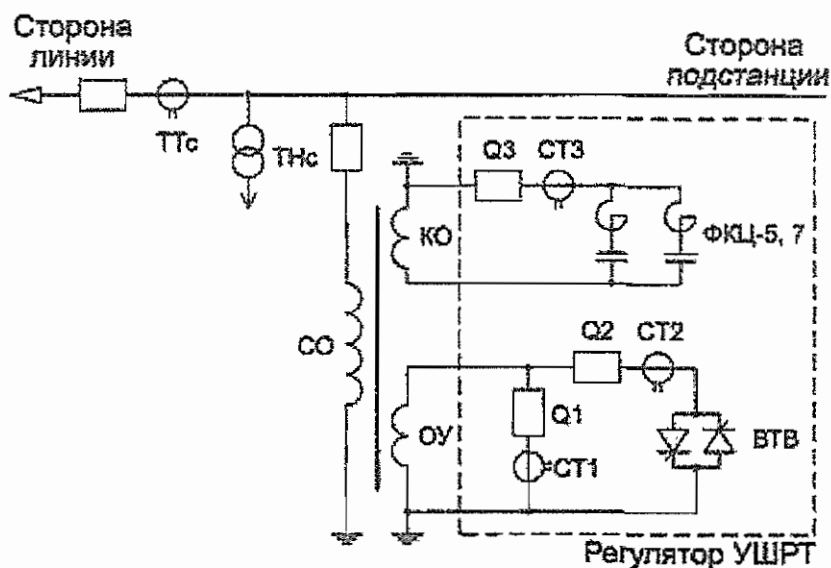 Сторона
линии
Сторона
подстанции
ТТс
ТНс
Q3
СТ3
КО
ФКЦ-5, 7
СО
Q2
СТ2
Q1
ОУ
СТ1
ВТВ
Регулятор УШРТ